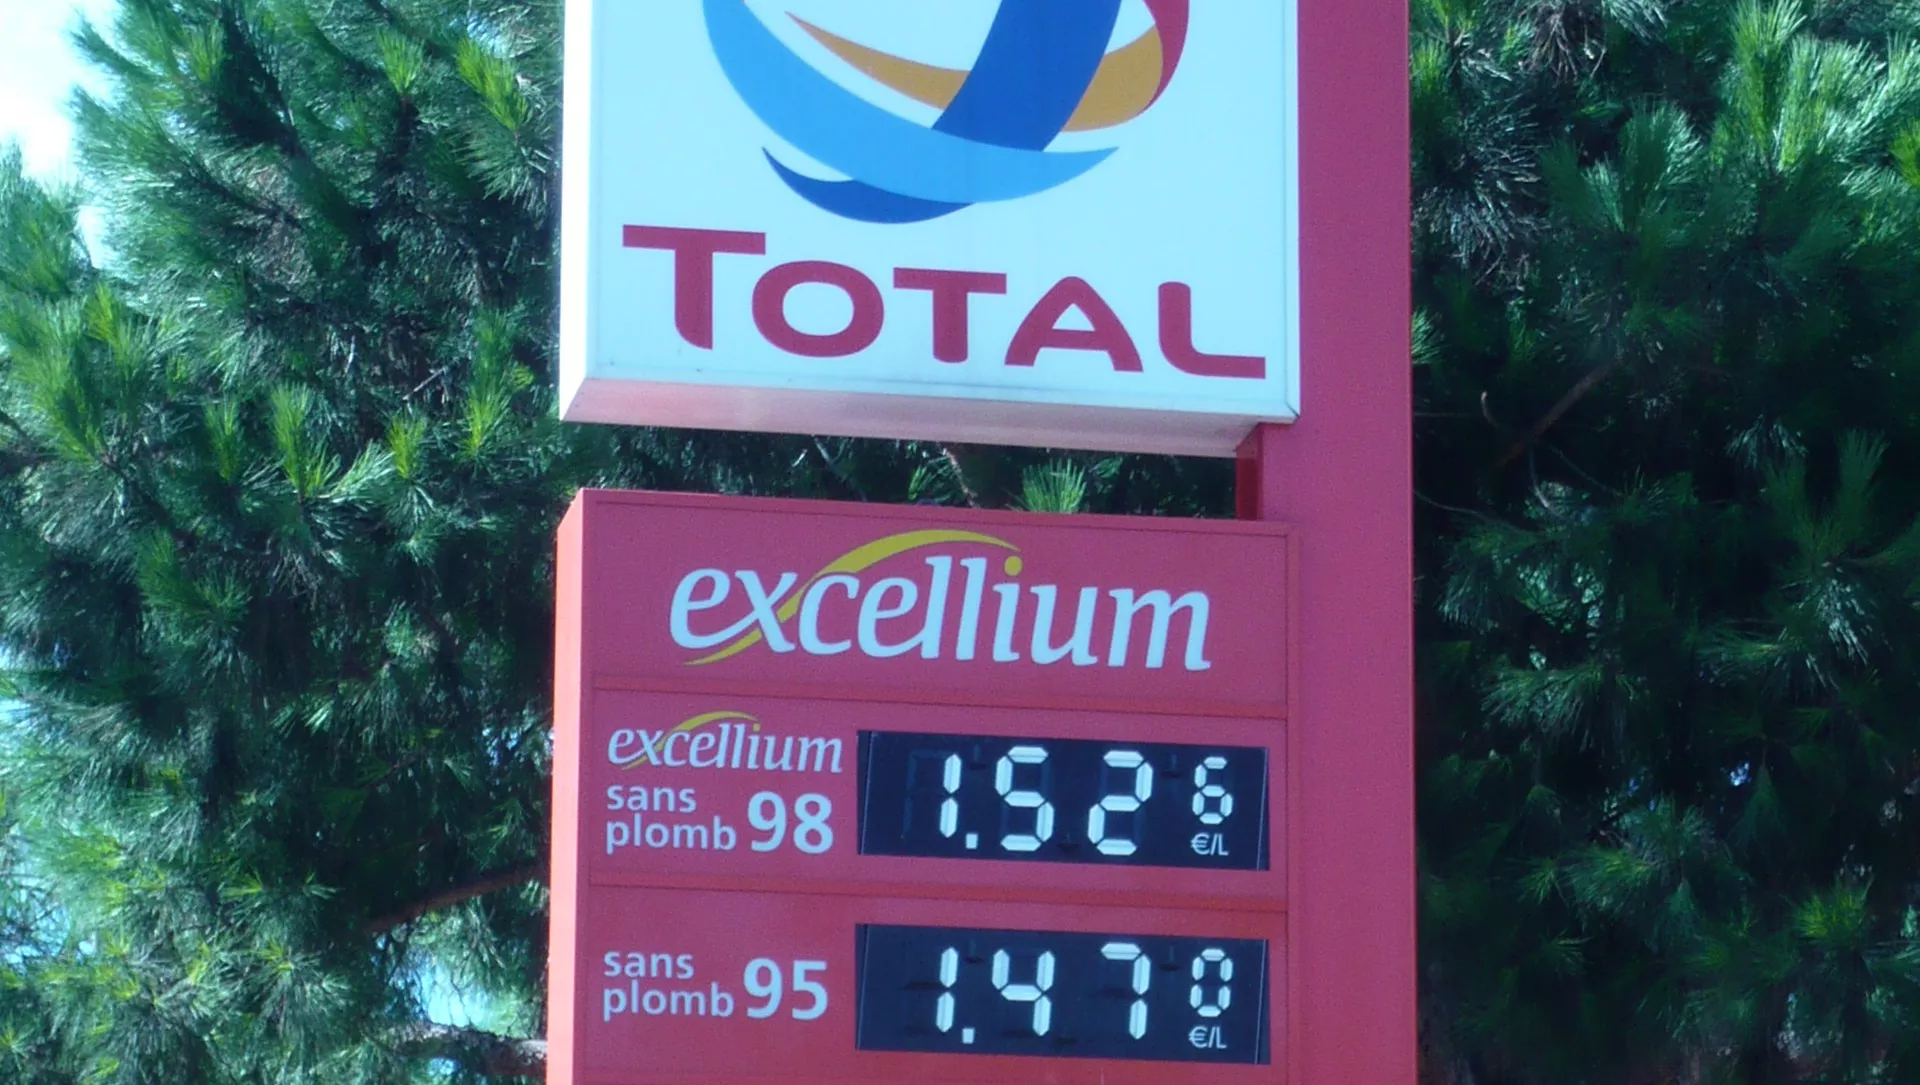 TOTAL
excellium
excellium
sans
plomb 98
1.526
€/L
sans
plomb 95
1.470
€/L